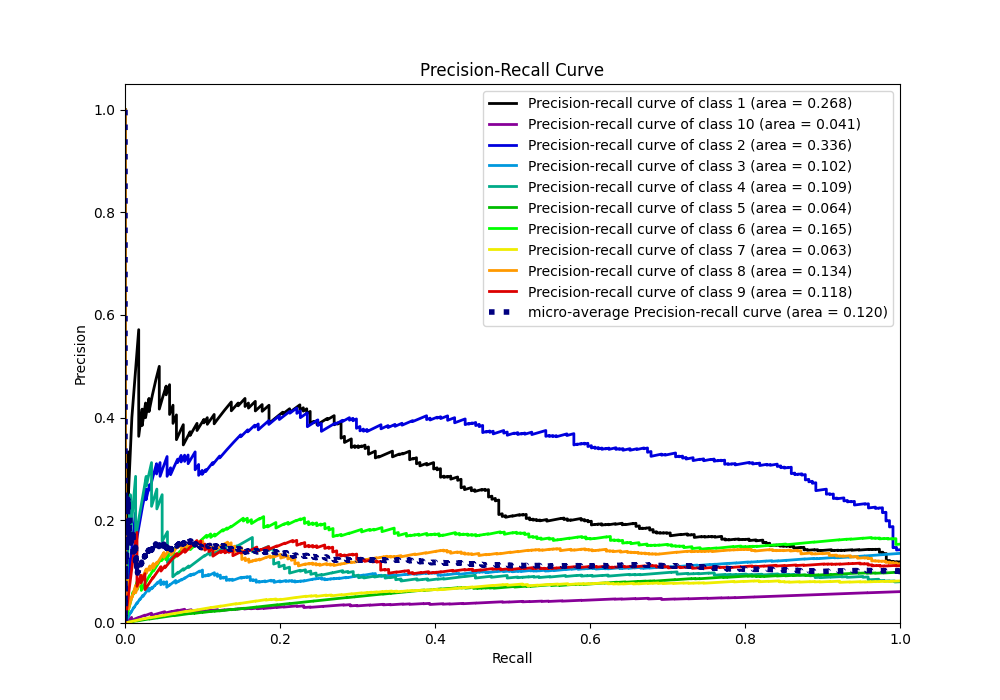 Precision-Recall Curve
Precision-recall curve of class 1 (area = 0.268)
Precision-recall curve of class 10 (area = 0.041)
Precision-recall curve of class 2 (area = 0.336)
Precision-recall curve of class 3 (area = 0.102)
Precision-recall curve of class 4 (area = 0.109)
Precision-recall curve of class 5 (area = 0.064)
Precision-recall curve of class 6 (area = 0.165)
Precision-recall curve of class 7 (area = 0.063)
Precision-recall curve of class 8 (area = 0.134)
Precision-recall curve of class 9 (area = 0.118)
micro-average Precision-recall curve (area = 0.120)
1.0
0.8
0.6
0.4
0.2
0.0
Precision
0.0 0.2 0.4 0.6 0.8 1.0
Recall